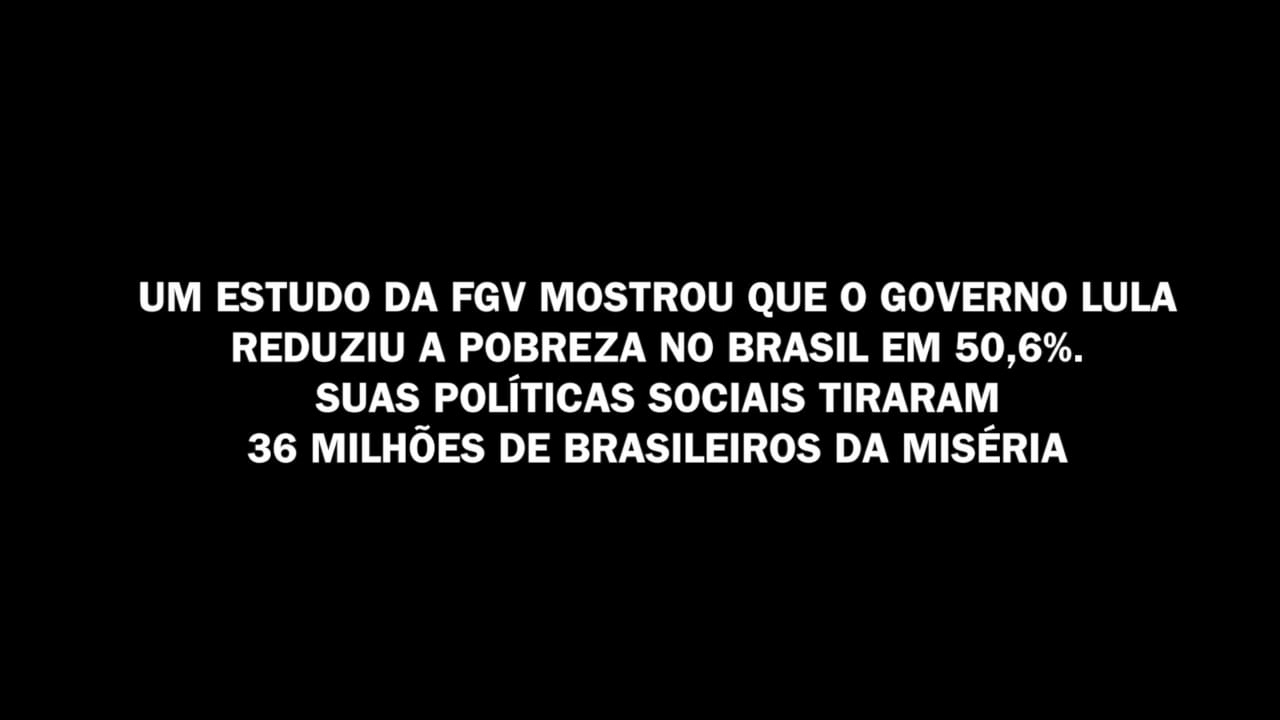 UM ESTUDO DA FGV MOSTROU QUE O GOVERNO LULA
REDUZIU A POBREZA NO BRASIL EM 50,6%.
SUAS POLÍTICAS SOCIAIS TIRARAM
36 MILHÕES DE BRASILEIROS DA MISÉRIA